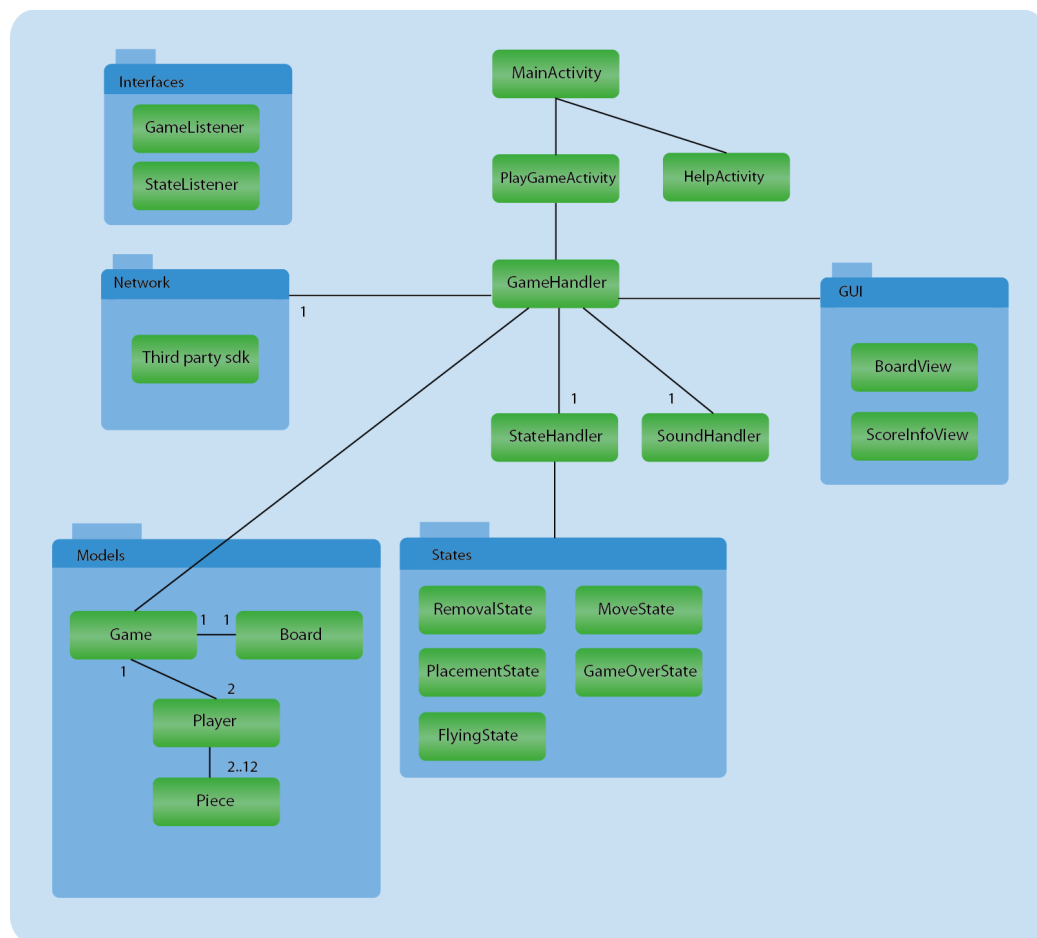 MainActivity
Interfaces
GameListener
StateListener
PlayGameActivity
HelpActivity
Network
1
Third party sdk
GameHandler
GUI
BoardView
ScoreInfoView
1
1
StateHandler
SoundHandler
Models
Game
1
1
Board
1
2
Player
2..12
Piece
States
RemovalState
MoveState
PlacementState
GameOverState
FlyingState